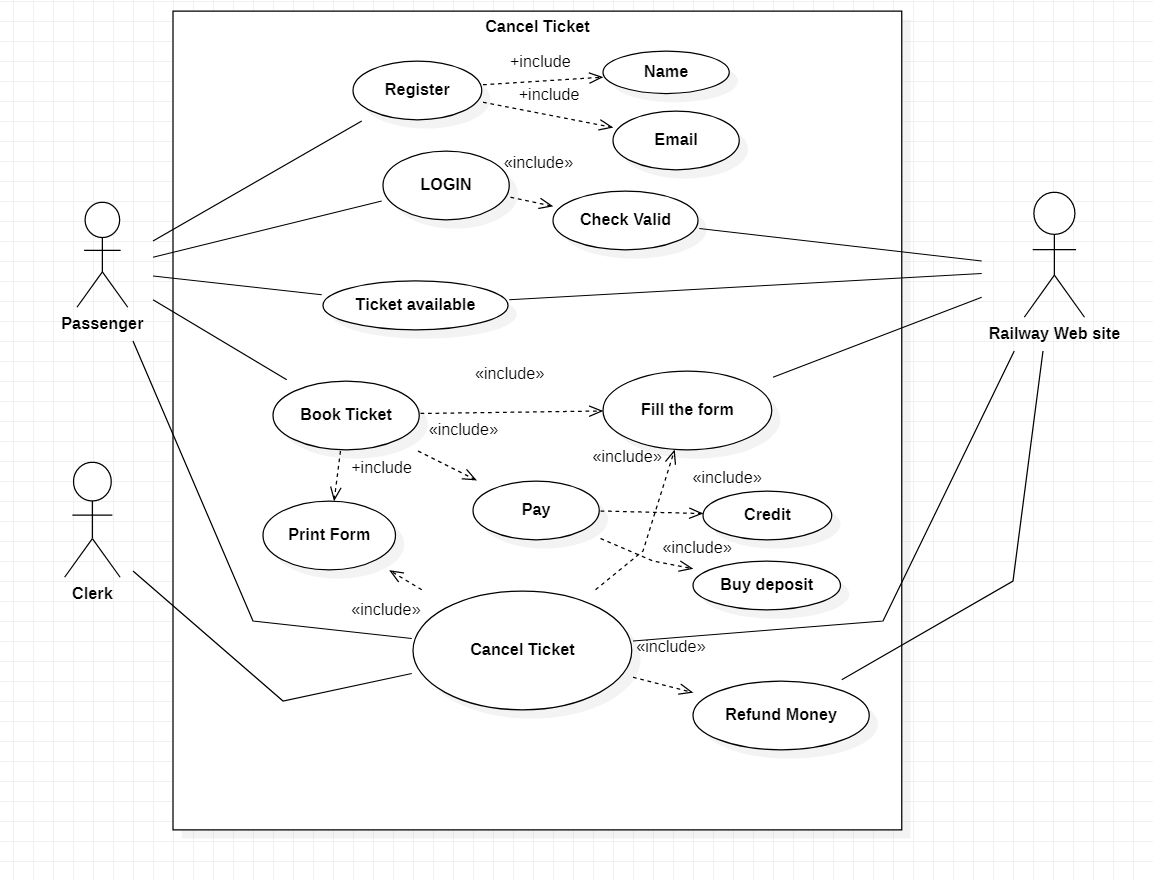 Cancel Ticket
+include
Name
Register
+include
Email
«include»
LOGIN
Check Valid
Ticket available
Passenger
Railway Web site
«include»
Book Ticket
Fill the form
«include»
«include»
+include
«include»
Pay
Credit
Print Form
«include»
Buy deposit
Clerk
«include»
Cancel Ticket
«include»
Refund Money